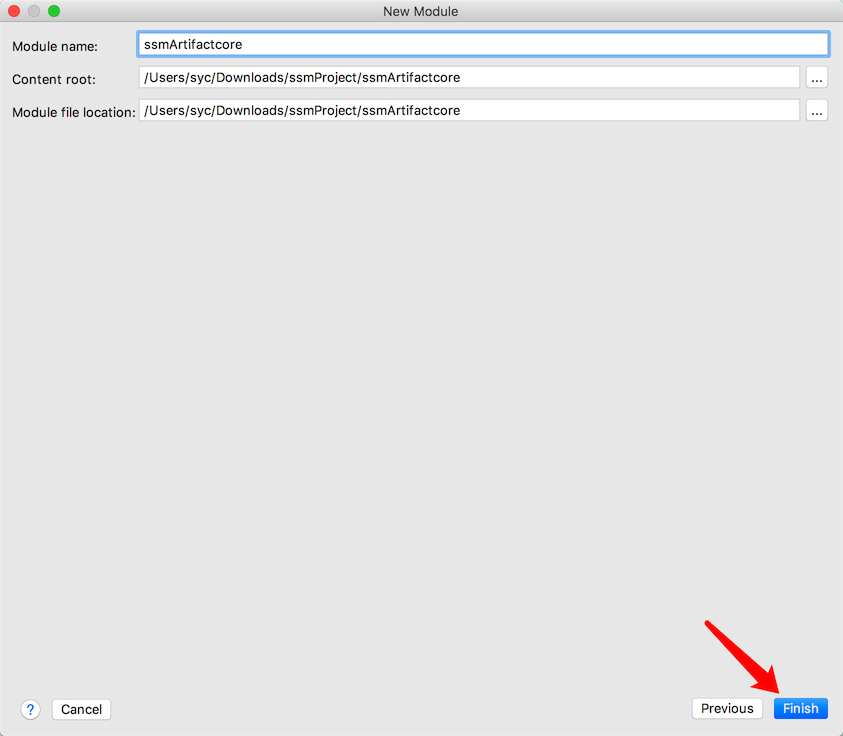 New Module
Module name: ssmArtifactcore
Content root: /Users/syc/Downloads/ssmProject/ssmArtifactcore ...
Module file location: /Users/syc/Downloads/ssmProject/ssmArtifactcore ...
? Cancel Previous Finish